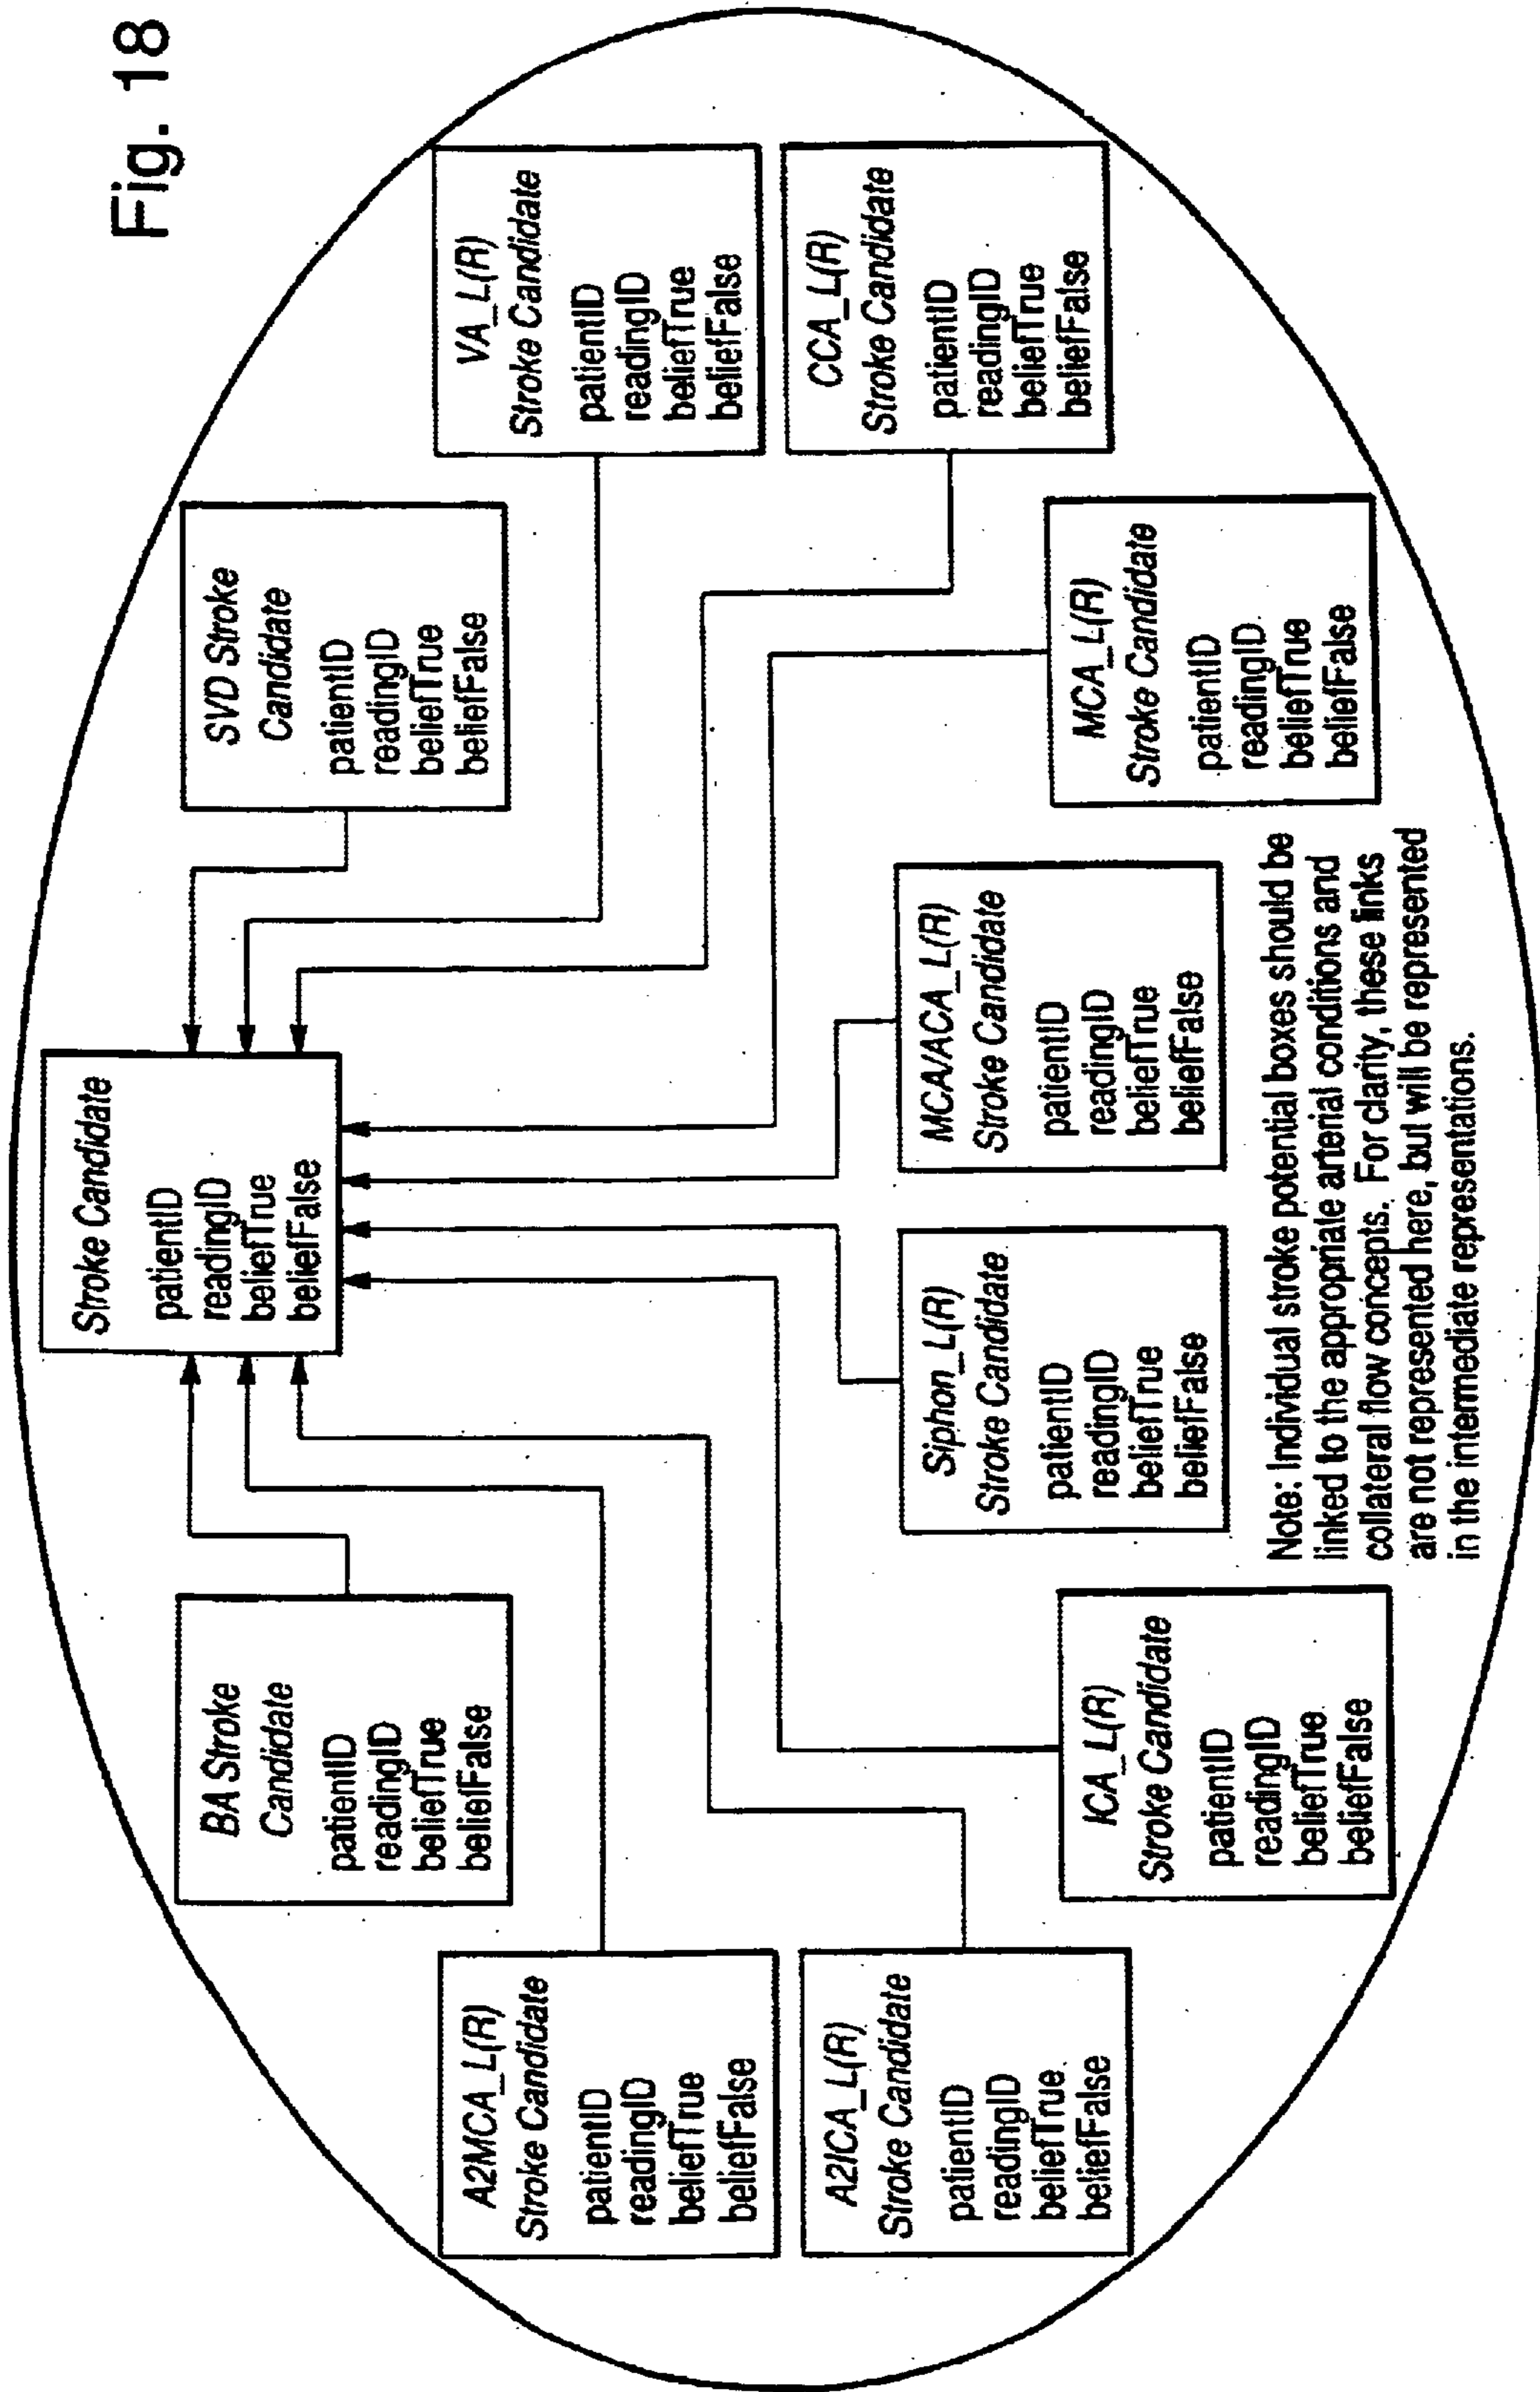 Fig. 18
Stroke Candidate
patientID
readingID
beliefTrue
beliefFalse
BA Stroke
Candidate
patientID
readingID
beliefTrue
beliefFalse
SVD Stroke
Candidate
patientID
readingID
beliefTrue
beliefFalse
A2MCA_L(R)
Stroke Candidate
patientID
readingID
beliefTrue
beliefFalse
VA_L(R)
Stroke Candidate
patientID
readingID
beliefTrue
beliefFalse
A2ICA_L(R)
Stroke Candidate
patientID
readingID
beliefTrue
beliefFalse
CCA_L(R)
Stroke Candidate
patientID
readingID
beliefTrue
beliefFalse
ICA_L(R)
Stroke Candidate
patientID
readingID
beliefTrue
beliefFalse
Siphon_L(R)
Stroke Candidate
patientID
readingID
beliefTrue
beliefFalse
MCA/ACA_L(R)
Stroke Candidate
patientID
readingID
beliefTrue
beliefFalse
MCA_L(R)
Stroke Candidate
patientID
readingID
beliefTrue
beliefFalse
Note: Individual stroke potential boxes should be
linked to the appropriate arterial conditions and
collateral flow concepts. For clarity, these links
are not represented here, but will be represented
in the intermediate representations.